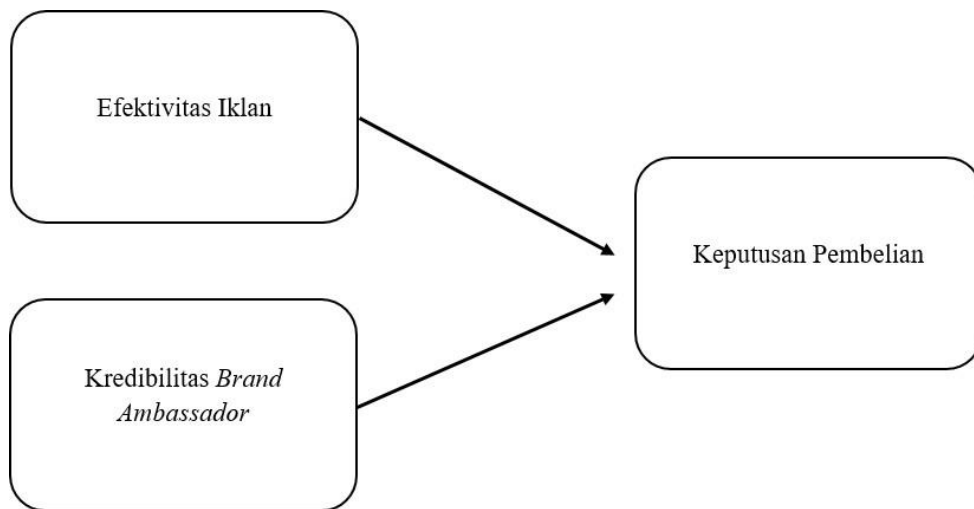 Efektivitas Iklan
Keputusan Pembelian
Kredibilitas Brand
Ambassador